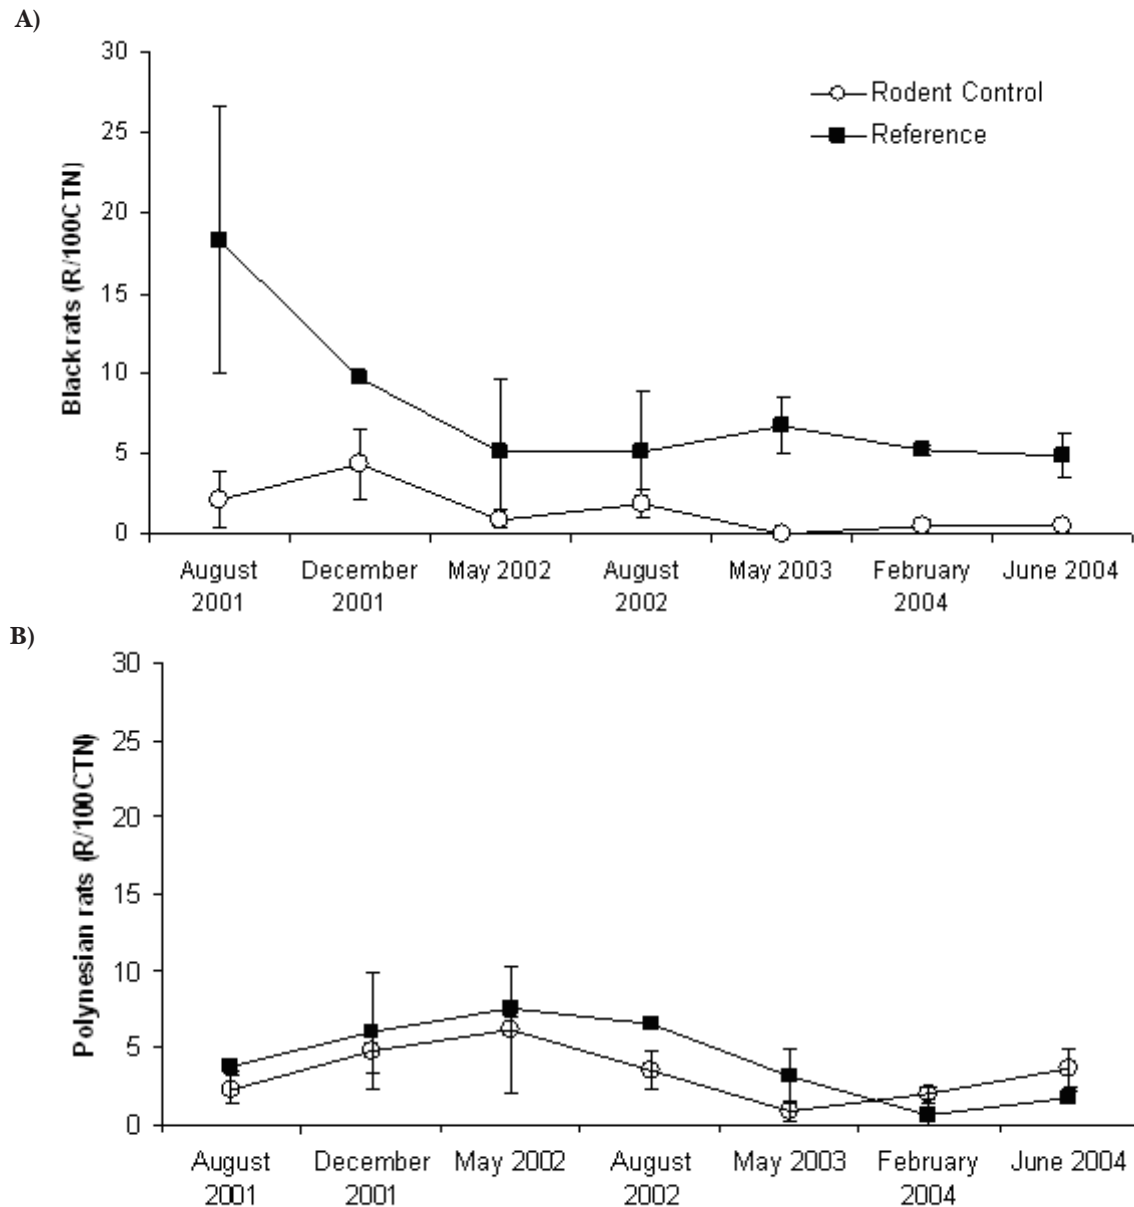 A)
30
25
20
15
10
5
0
Black rats (R/100CTN)
Rodent Control
Reference
August 2001
December 2001
May 2002
August 2002
May 2003
February 2004
June 2004
B)
30
25
20
15
10
5
0
Polynesian rats (R/100CTN)
August 2001
December 2001
May 2002
August 2002
May 2003
February 2004
June 2004